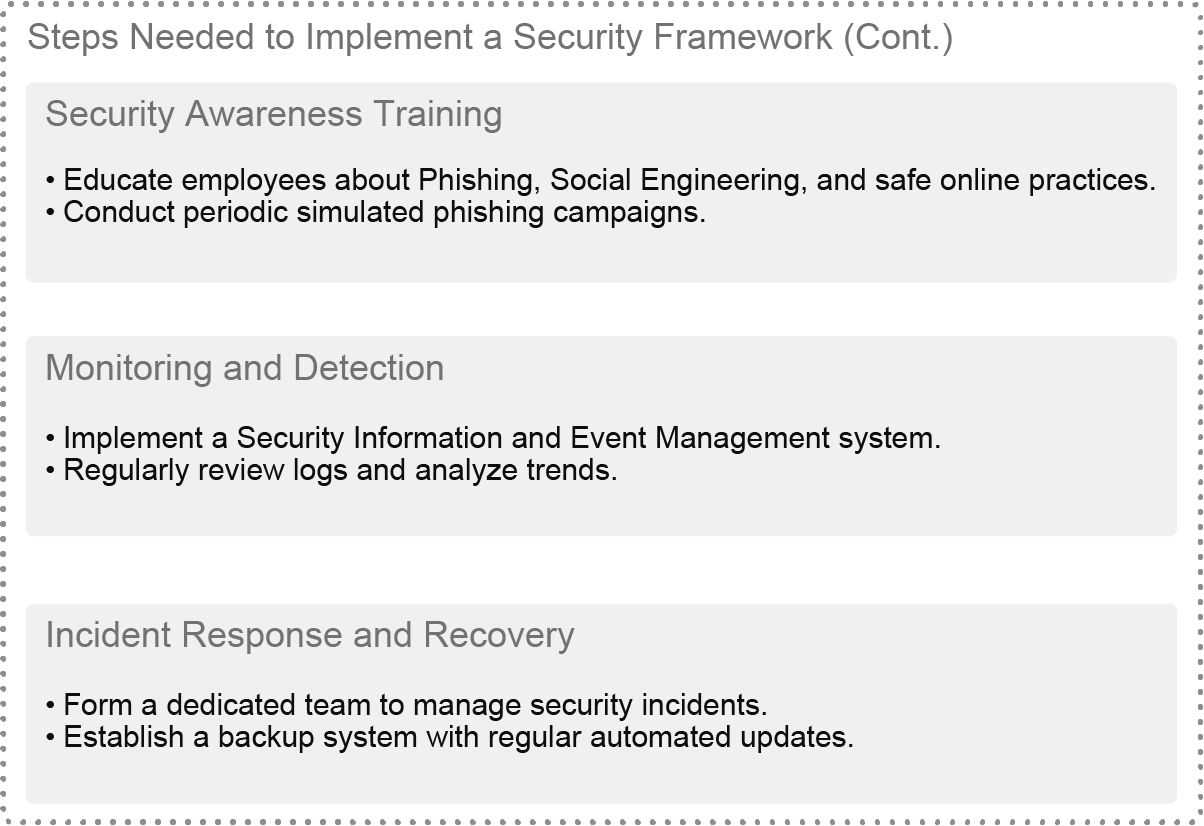 Steps Needed to Implement a Security Framework (Cont.)
Security Awareness Training
• Educate employees about Phishing, Social Engineering, and safe online practices.
• Conduct periodic simulated phishing campaigns.
Monitoring and Detection
• Implement a Security Information and Event Management system.
• Regularly review logs and analyze trends.
Incident Response and Recovery
• Form a dedicated team to manage security incidents.
• Establish a backup system with regular automated updates.